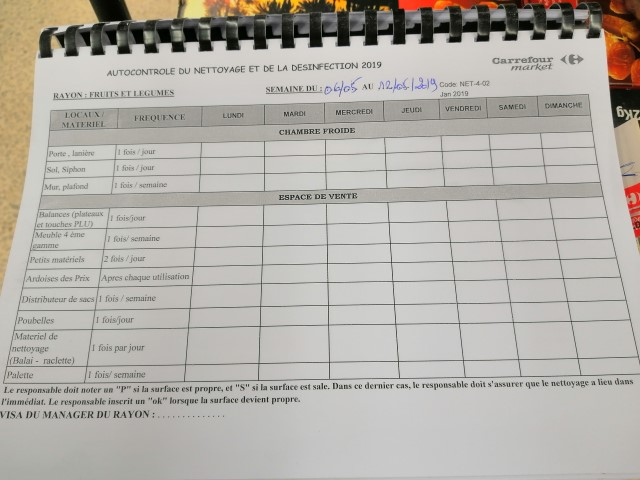 AUTOCONTROLE DU NETTOYAGE ET DE LA DESINFECTION 2019
Carrefour market
RAYON : FRUITS ET LEGUMES
SEMAINE DU : 06/05 AU 12/05/2019
Code: NET-4-02
Jan 2019
LOCAUX / MATERIEL FREQUENCE LUNDI MARDI MERCREDI JEUDI VENDREDI SAMEDI DIMANCHE
CHAMBRE FROIDE
Porte , lanière 1 fois / jour
Sol, Siphon 1 fois / jour
Mur, plafond 1 fois / semaine
ESPACE DE VENTE
Balances (plateaux et touches PLU) 1 fois/jour
Meuble 4 éme gamme 1 fois/ semaine
Petits matériels 2 fois / jour
Ardoises des Prix Apres chaque utilisation
Distributeur de sacs 1 fois / semaine
Poubelles 1 fois/jour
Materiel de nettoyage (Balai - raclette) 1 fois par jour
Palette 1 fois/ semaine
Le responsable doit noter un "P" si la surface est propre, et "S" si la surface est sale. Dans ce dernier cas, le responsable doit s'assurer que le nettoyage a lieu dans
l'immédiat. Le responsable inscrit un "ok" lorsque la surface devient propre.
VISA DU MANAGER DU RAYON : . . . . . . . . . . . . .